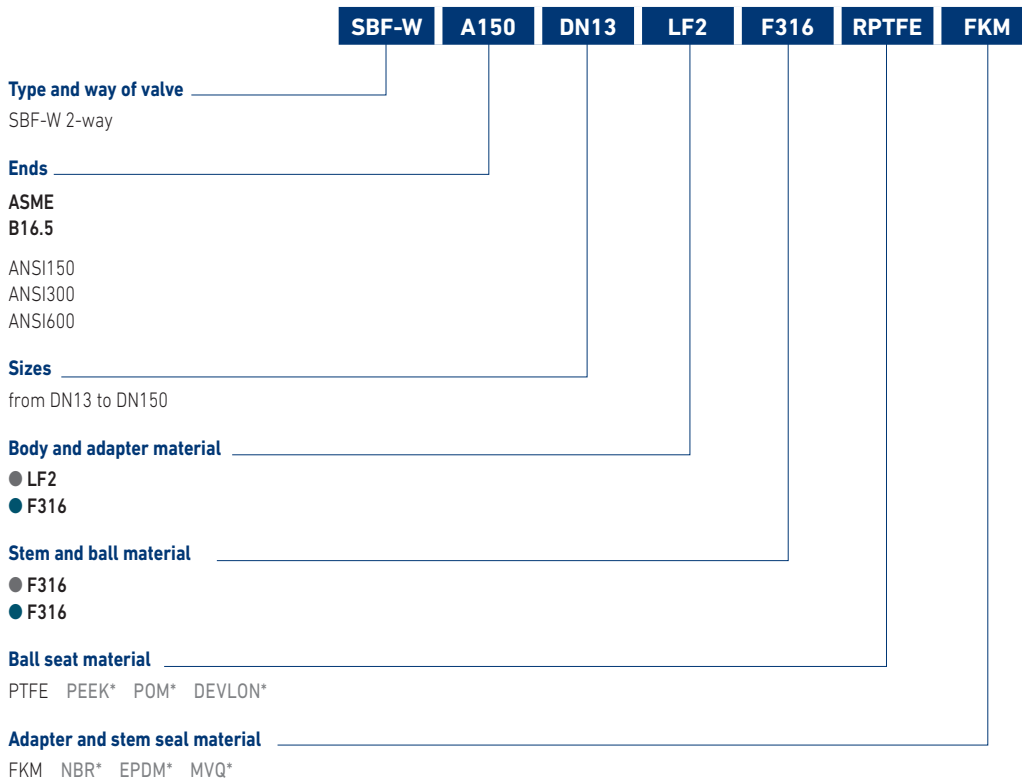 SBF-W A150 DN13 LF2 F316 RPTFE FKM
Type and way of valve
SBF-W 2-way
Ends
ASME
B16.5
ANSI150
ANSI300
ANSI600
Sizes
from DN13 to DN150
Body and adapter material
LF2
F316
Stem and ball material
F316
F316
Ball seat material
PTFE PEEK* POM* DEVLON*
Adapter and stem seal material
FKM NBR* EPDM* MVQ*